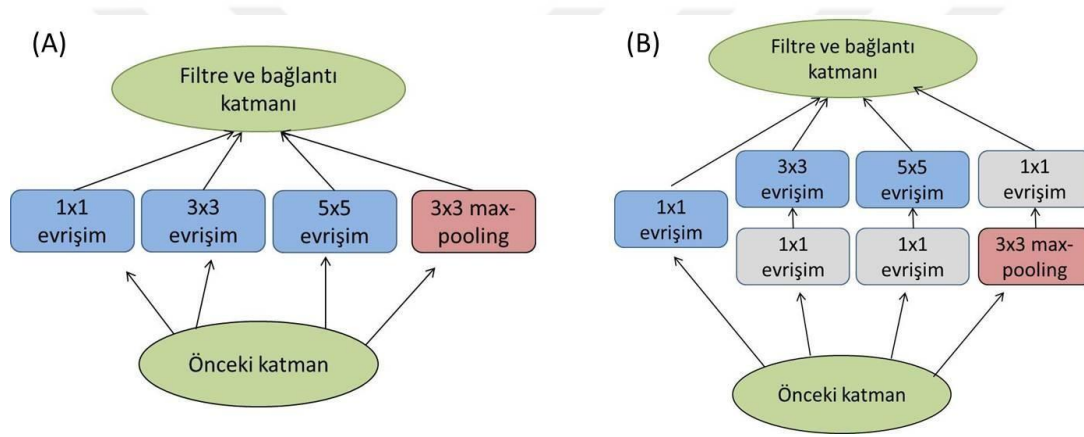 (A)
Filtre ve bağlantı
katmanı
1x1
evrişim
3x3
evrişim
5x5
evrişim
3x3 max-
pooling
Önceki katman
(B)
Filtre ve bağlantı
katmanı
1x1
evrişim
3x3
evrişim
5x5
evrişim
1x1
evrişim
1x1
evrişim
1x1
evrişim
3x3 max-
pooling
Önceki katman